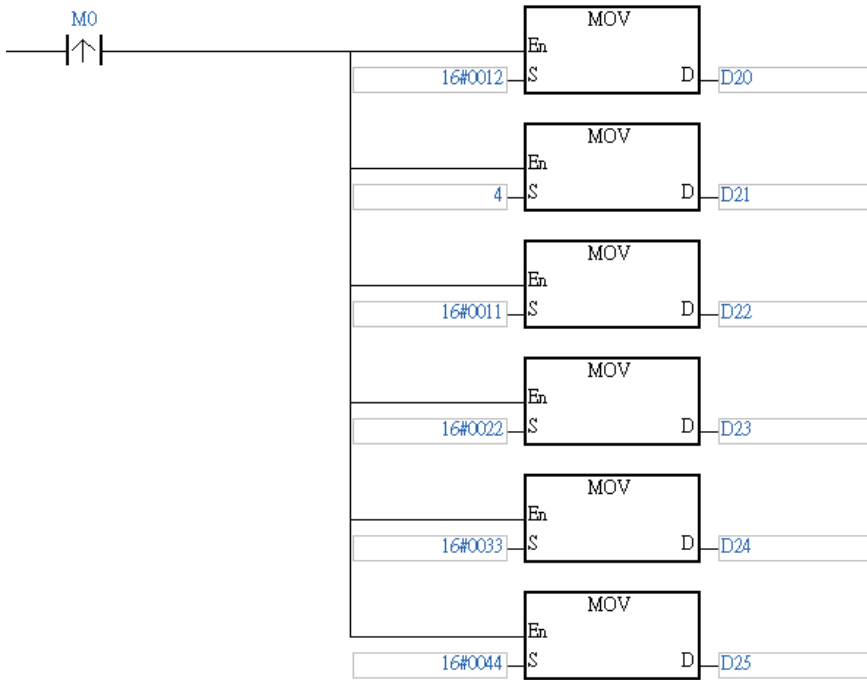 M0
MOV
En
16#0012 S D D20
MOV
En
4 S D D21
MOV
En
16#0011 S D D22
MOV
En
16#0022 S D D23
MOV
En
16#0033 S D D24
MOV
En
16#0044 S D D25